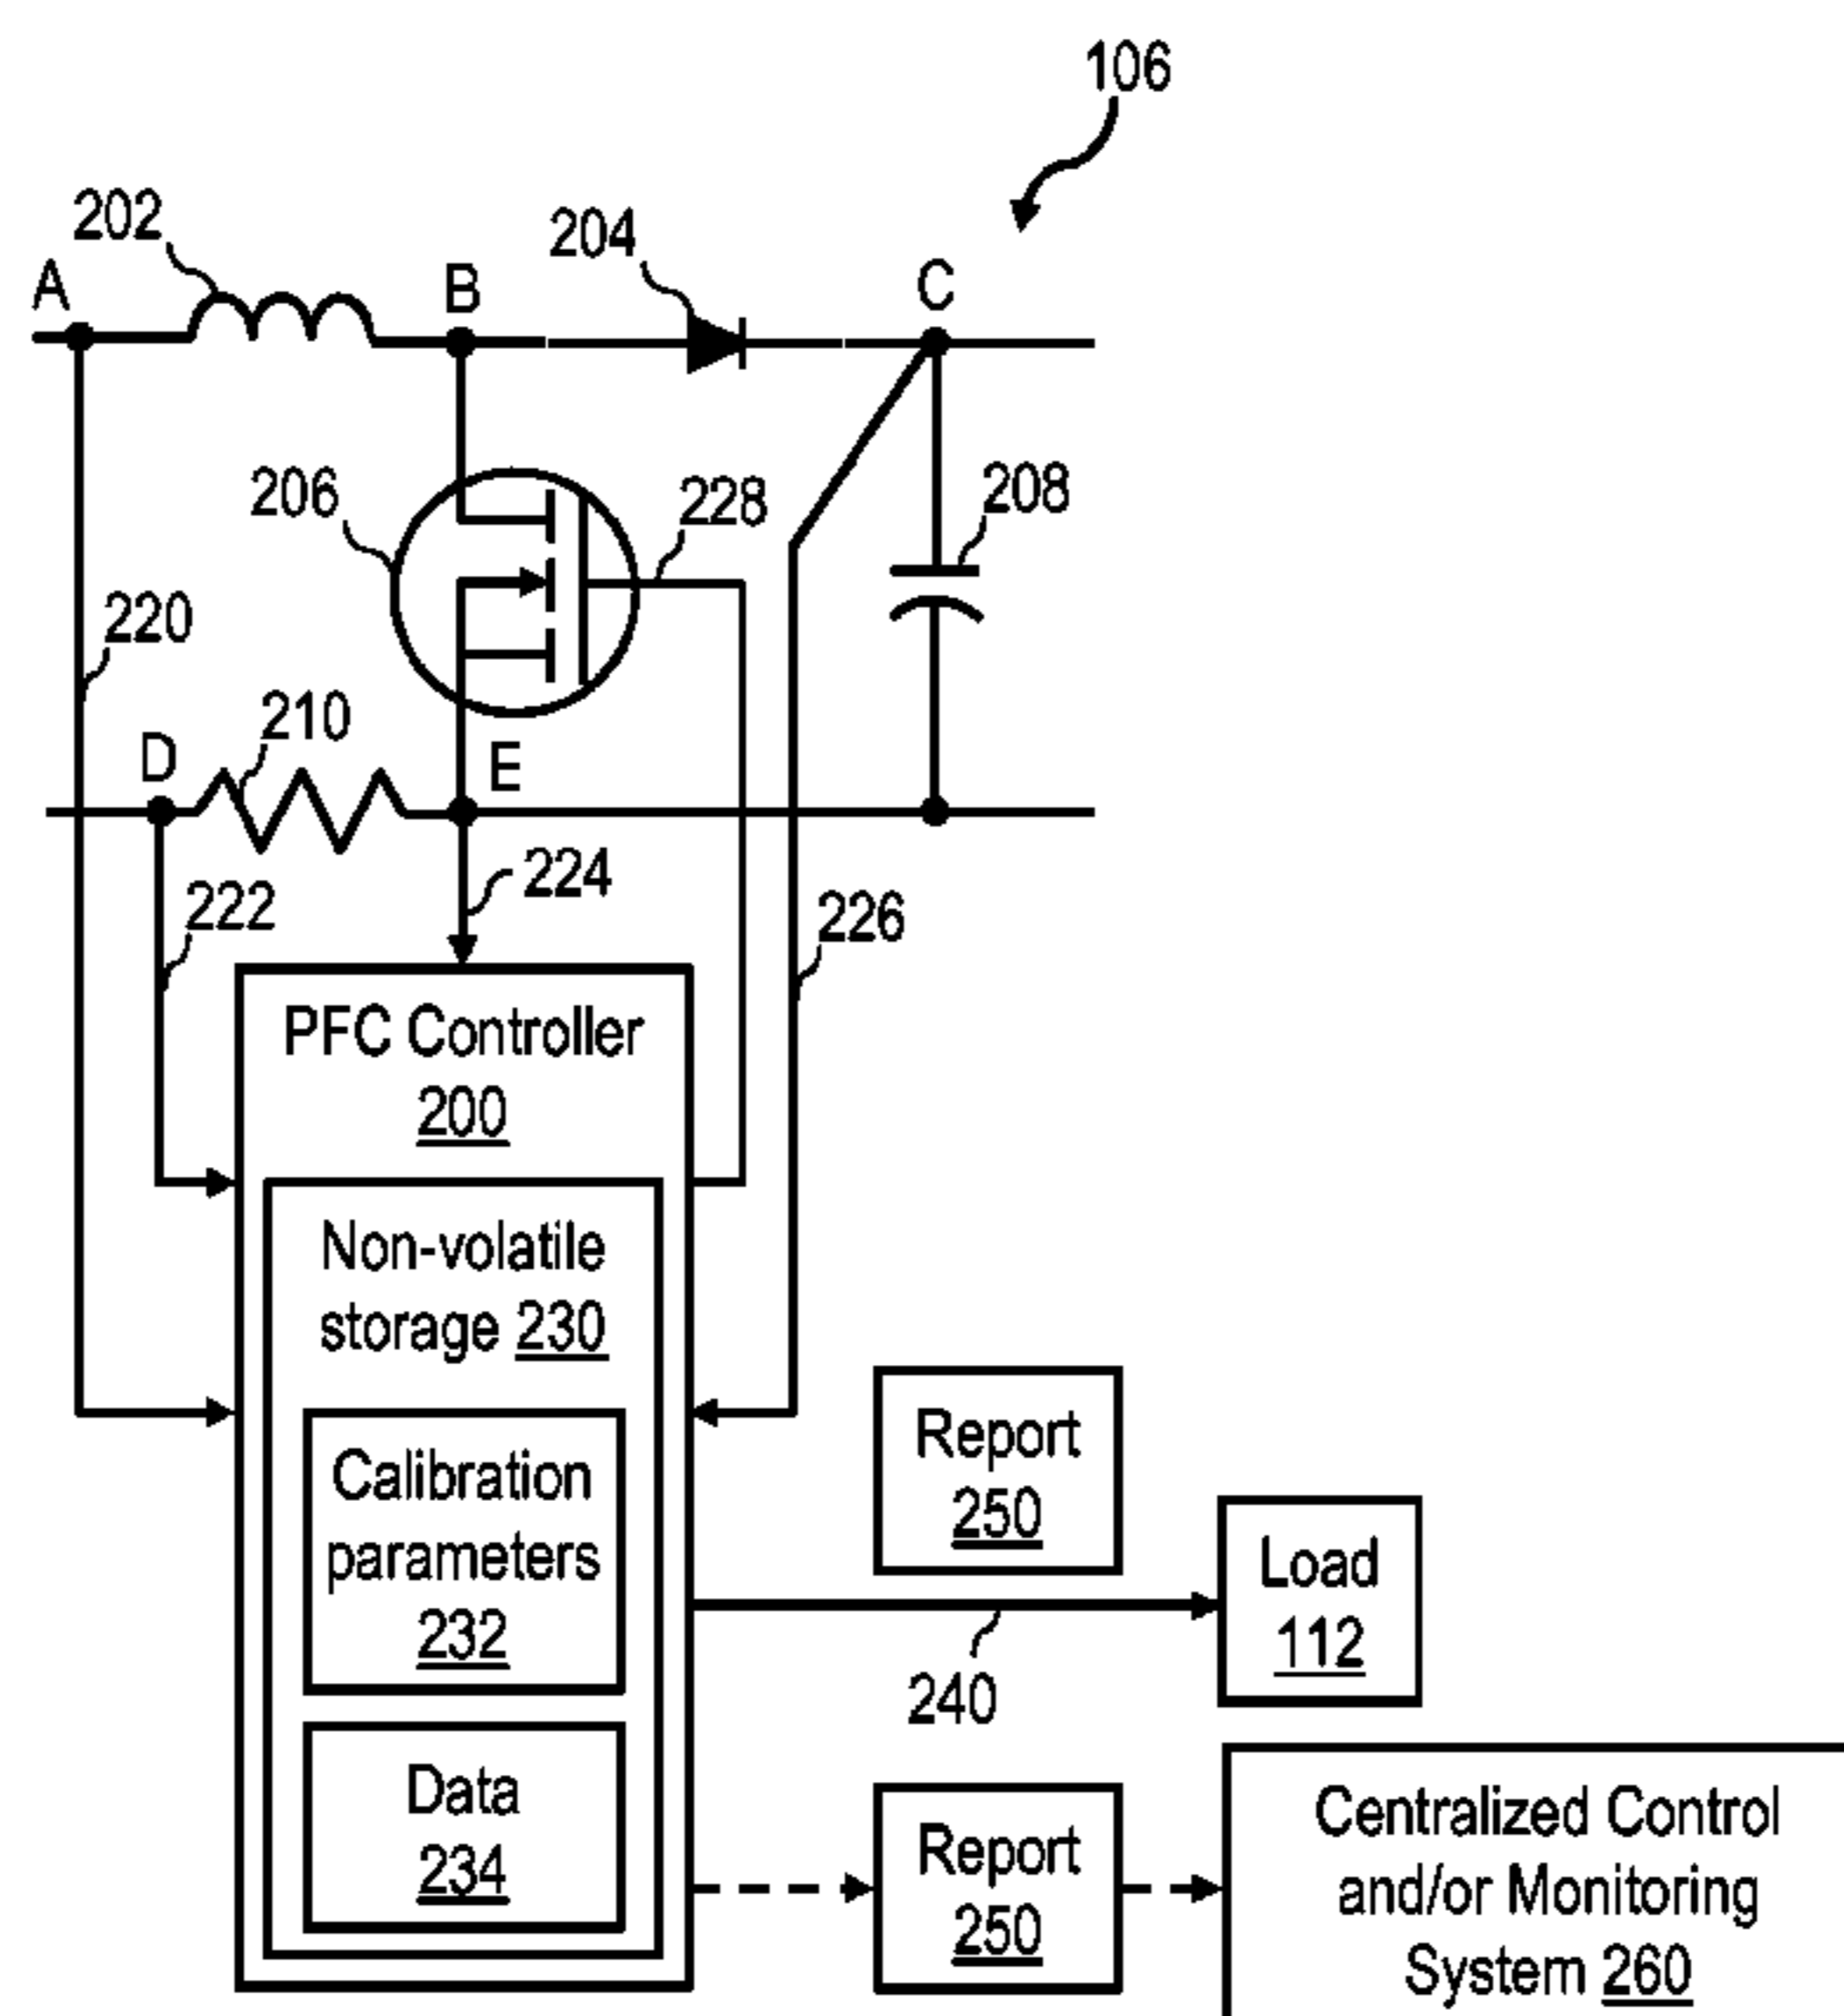 106
202
204
A
B
C
206
228
208
220
210
D
E
224
222
226
PFC Controller
200
Non-volatile
storage 230
Calibration
parameters
232
Data
234
Report
250
Load
112
240
Report
250
Centralized Control
and/or Monitoring
System 260